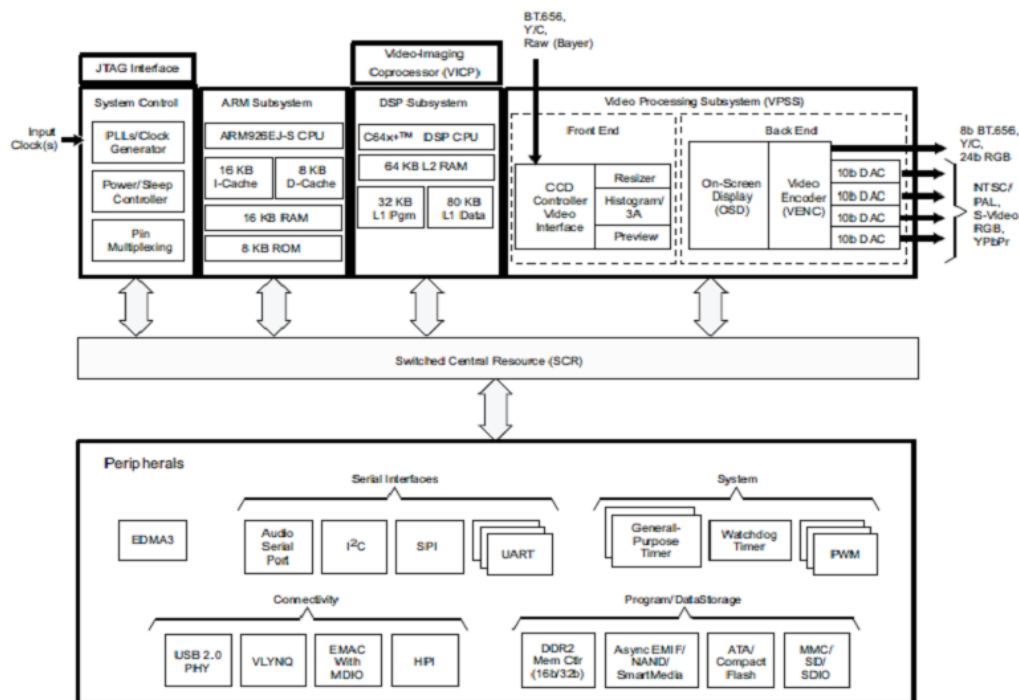 BT.656,
Y/C,
Raw (Bayer)
JTAG Interface
Video-Imaging
Coprocessor (VICP)
System Control
ARM Subsystem
DSP Subsystem
Video Processing Subsystem (VPSS)
Input
Clock(s)
PLLs/Clock
Generator
Power/Sleep
Controller
Pin
Multiplexing
ARM926EJ-S CPU
16 KB
I-Cache
8 KB
D-Cache
16 KB RAM
8 KB ROM
C64x+™ DSP CPU
64 KB L2 RAM
32 KB
L1 Pgm
80 KB
L1 Data
Front End
CCD
Controller
Video
Interface
Resizer
Histogram/
3A
Preview
Back End
On-Screen
Display
(OSD)
Video
Encoder
(VENC)
10b DAC
10b DAC
10b DAC
10b DAC
8b BT.656,
Y/C,
24b RGB
NTSC/
PAL,
S-Video
RGB,
YPbPr
Switched Central Resource (SCR)
Peripherals
Serial Interfaces
System
EDMA3
Audio
Serial
Port
I²C
SPI
UART
General-
Purpose
Timer
Watchdog
Timer
PWM
Connectivity
Program/DataStorage
USB 2.0
PHY
VLYNQ
EMAC
With
MDIO
HPI
DDR2
Mem Ctlr
(16b/32b)
Async EMIF/
NAND/
SmartMedia
ATA/
Compact
Flash
MMC/
SD/
SDIO